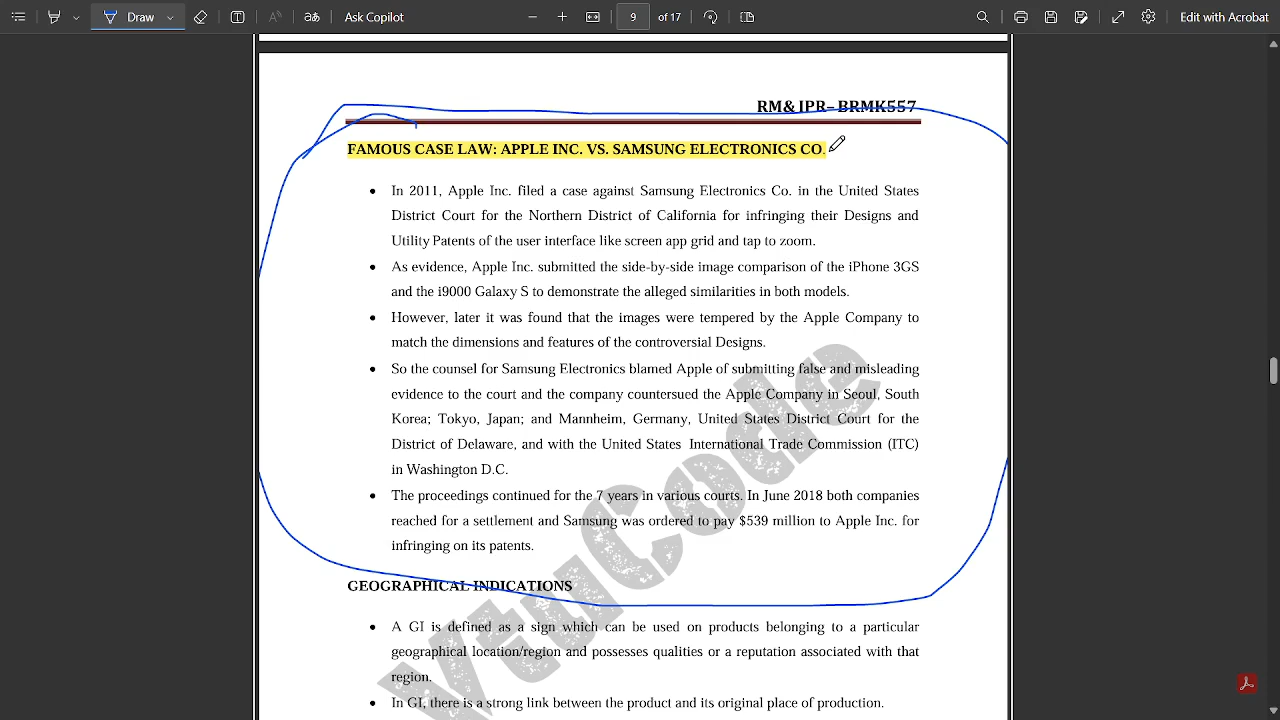 Draw
Ask Copilot
9 of 17
Edit with Acrobat
RM& IPR– BRMK557
FAMOUS CASE LAW: APPLE INC. VS. SAMSUNG ELECTRONICS CO.
• In 2011, Apple Inc. filed a case against Samsung Electronics Co. in the United States
District Court for the Northern District of California for infringing their Designs and
Utility Patents of the user interface like screen app grid and tap to zoom.
• As evidence, Apple Inc. submitted the side-by-side image comparison of the iPhone 3GS
and the i9000 Galaxy S to demonstrate the alleged similarities in both models.
• However, later it was found that the images were tempered by the Apple Company to
match the dimensions and features of the controversial Designs.
• So the counsel for Samsung Electronics blamed Apple of submitting false and misleading
evidence to the court and the company countersued the Apple Company in Seoul, South
Korea; Tokyo, Japan; and Mannheim, Germany, United States District Court for the
District of Delaware, and with the United States International Trade Commission (ITC)
in Washington D.C.
• The proceedings continued for the 7 years in various courts. In June 2018 both companies
reached for a settlement and Samsung was ordered to pay $539 million to Apple Inc. for
infringing on its patents.
GEOGRAPHICAL INDICATIONS
• A GI is defined as a sign which can be used on products belonging to a particular
geographical location/region and possesses qualities or a reputation associated with that
region.
• In GI, there is a strong link between the product and its original place of production.
VtuCode